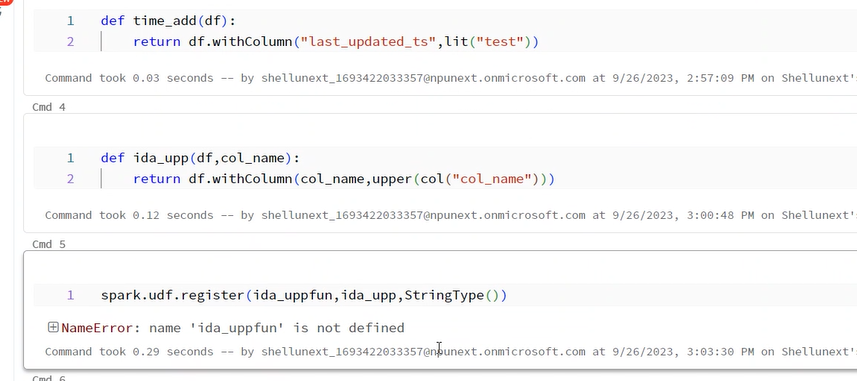 1 def time_add(df):
2 return df.withColumn("last_updated_ts",lit("test"))
Command took 0.03 seconds -- by shellunext_1693422033357@npunext.onmicrosoft.com at 9/26/2023, 2:57:09 PM on Shellunext's
Cmd 4
1 def ida_upp(df,col_name):
2 return df.withColumn(col_name,upper(col("col_name")))
Command took 0.12 seconds -- by shellunext_1693422033357@npunext.onmicrosoft.com at 9/26/2023, 3:00:48 PM on Shellunext's
Cmd 5
1 spark.udf.register(ida_uppfun,ida_upp,StringType())
NameError: name 'ida_uppfun' is not defined
Command took 0.29 seconds -- by shellunext_1693422033357@npunext.onmicrosoft.com at 9/26/2023, 3:03:30 PM on Shellunext's
Cmd 6